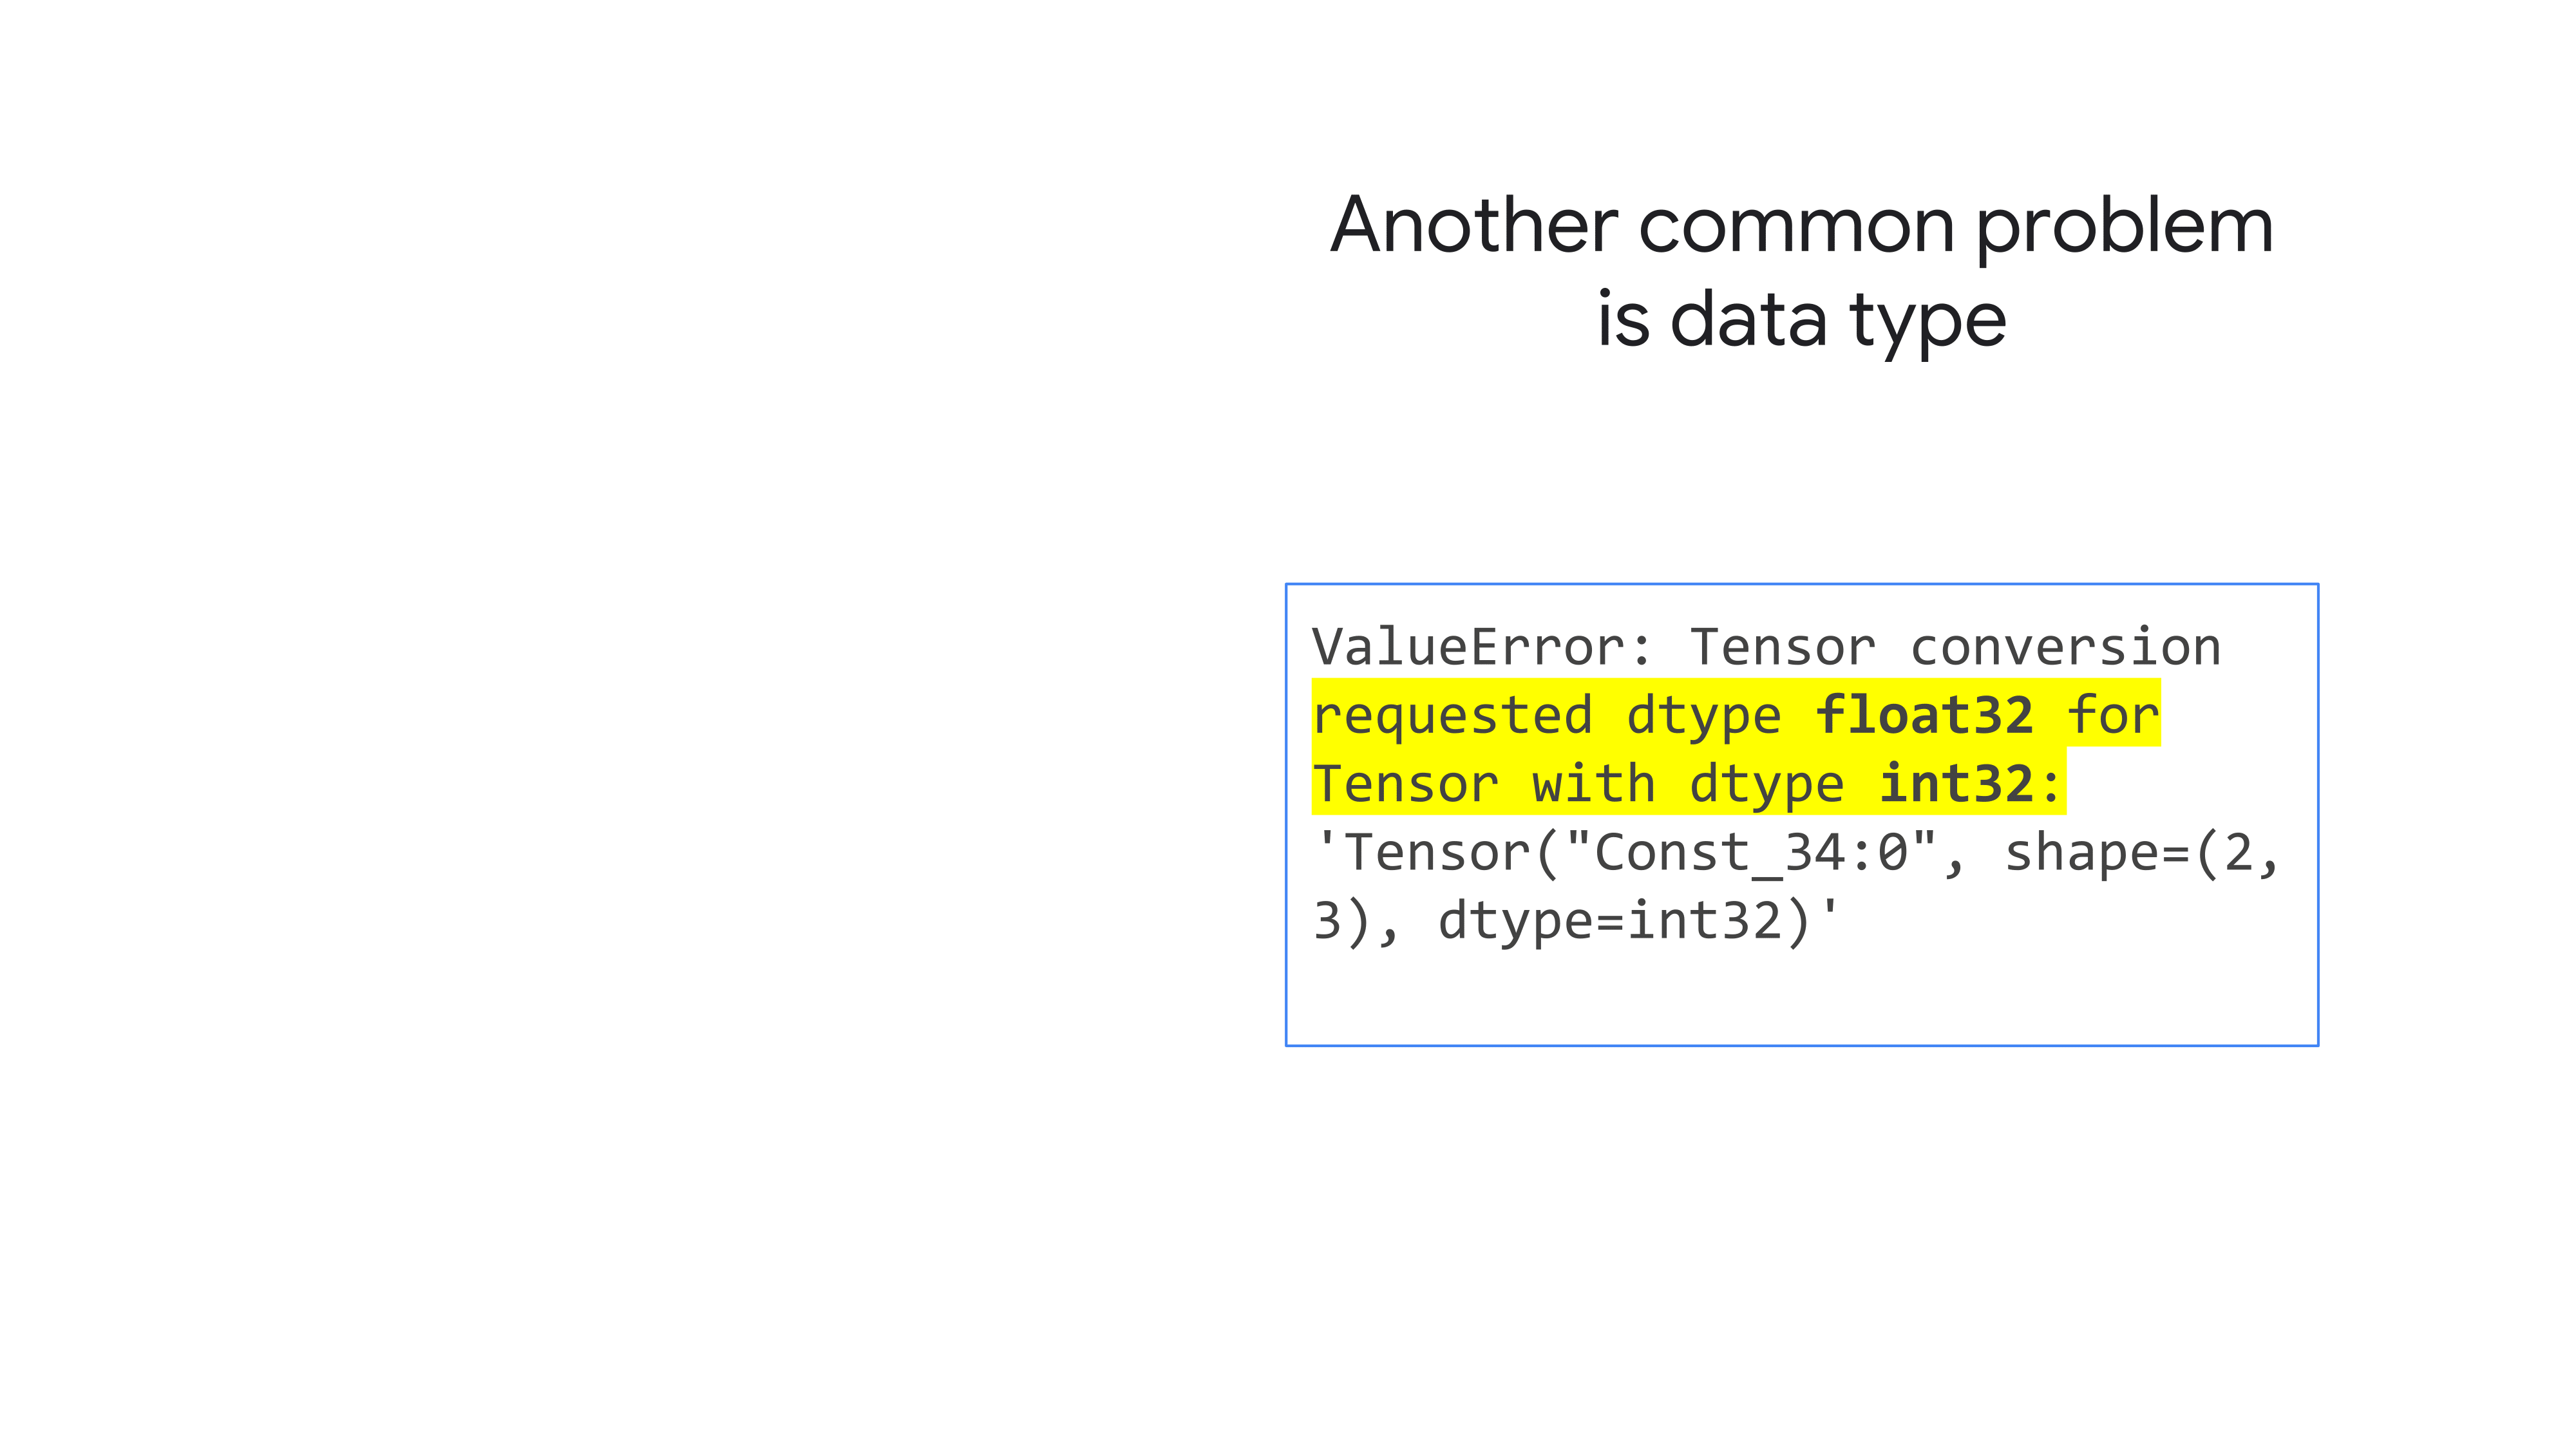 Another common problem
is data type
ValueError: Tensor conversion
requested dtype float32 for
Tensor with dtype int32:
'Tensor("Const_34:0", shape=(2,
3), dtype=int32)'